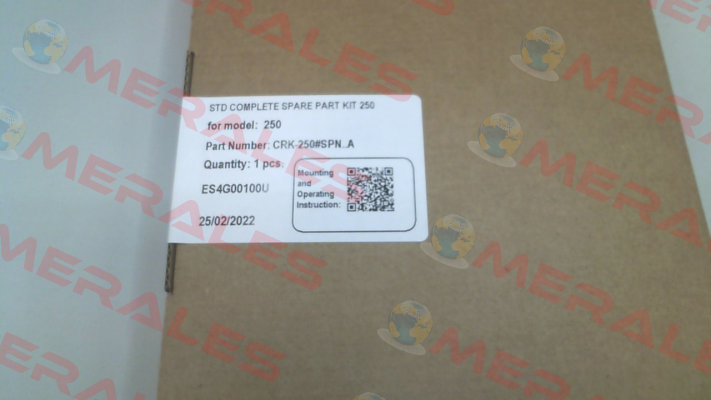 STD COMPLETE SPARE PART KIT 250
for model: 250
Part Number: CRK-250#SPN..A
Quantity: 1 pcs.
ES4G00100U
25/02/2022
Mounting
and
Operating
Instruction:
MERALES
MERALES
MERALES
MERALES
MERALES